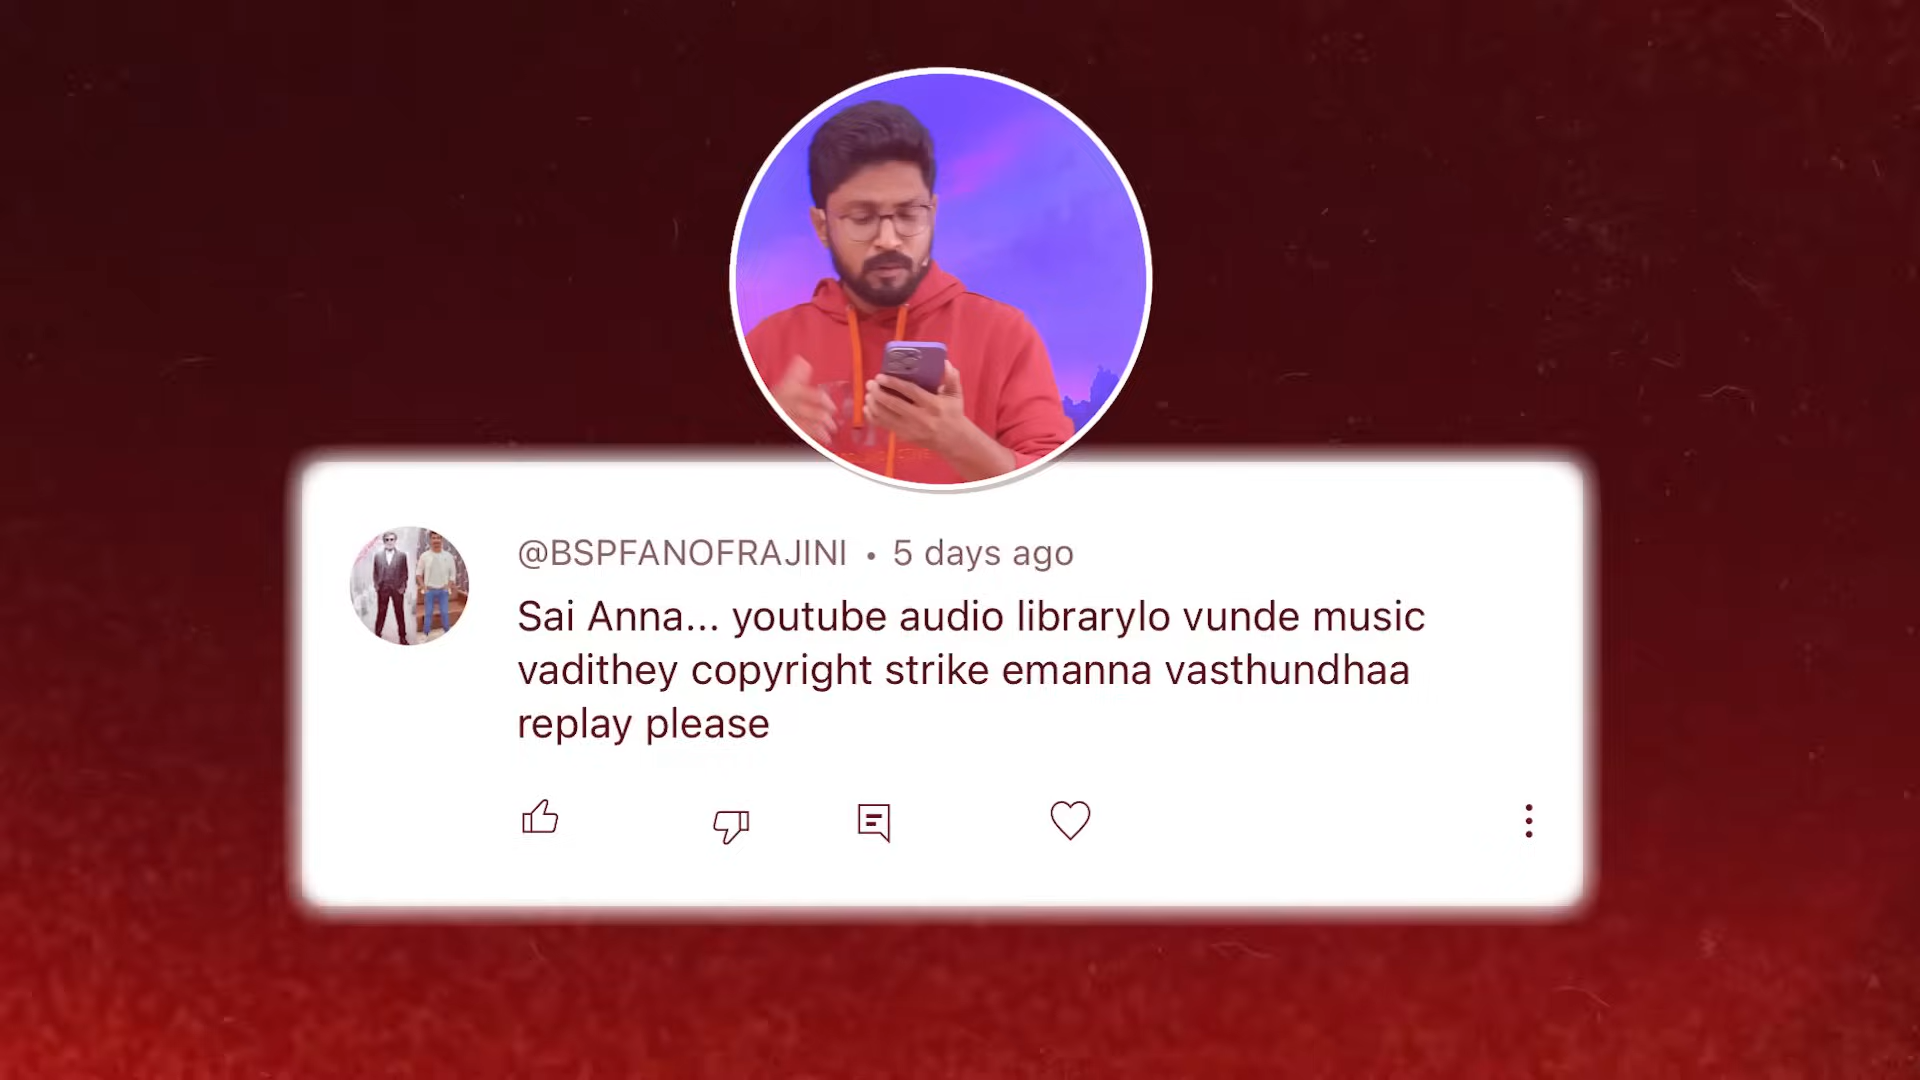 @BSPFANOFRAJINI • 5 days ago
Sai Anna... youtube audio librarylo vunde music
vadithey copyright strike emanna vasthundhaa
replay please